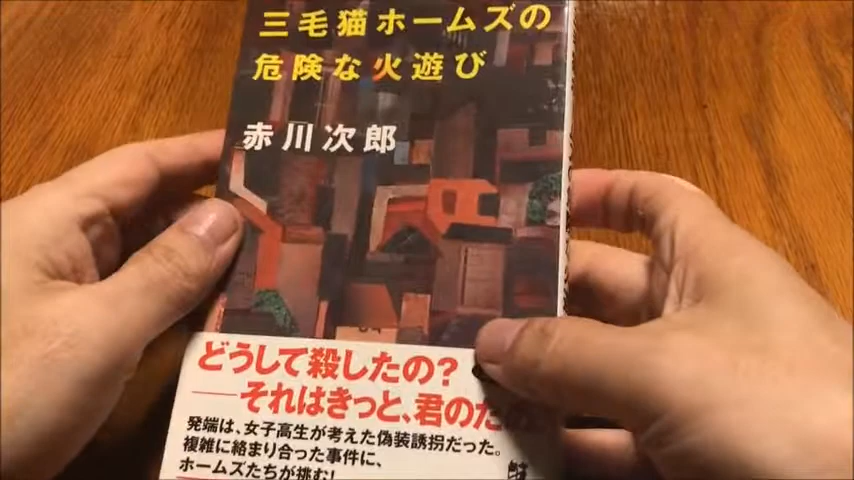 三毛猫ホームズの
危険な火遊び
赤川次郎
どうして殺したの?
――それはきっと、君のため
発端は、女子高生が考えた偽装誘拐だった。
複雑に絡まり合った事件に、
ホームズたちが挑む!